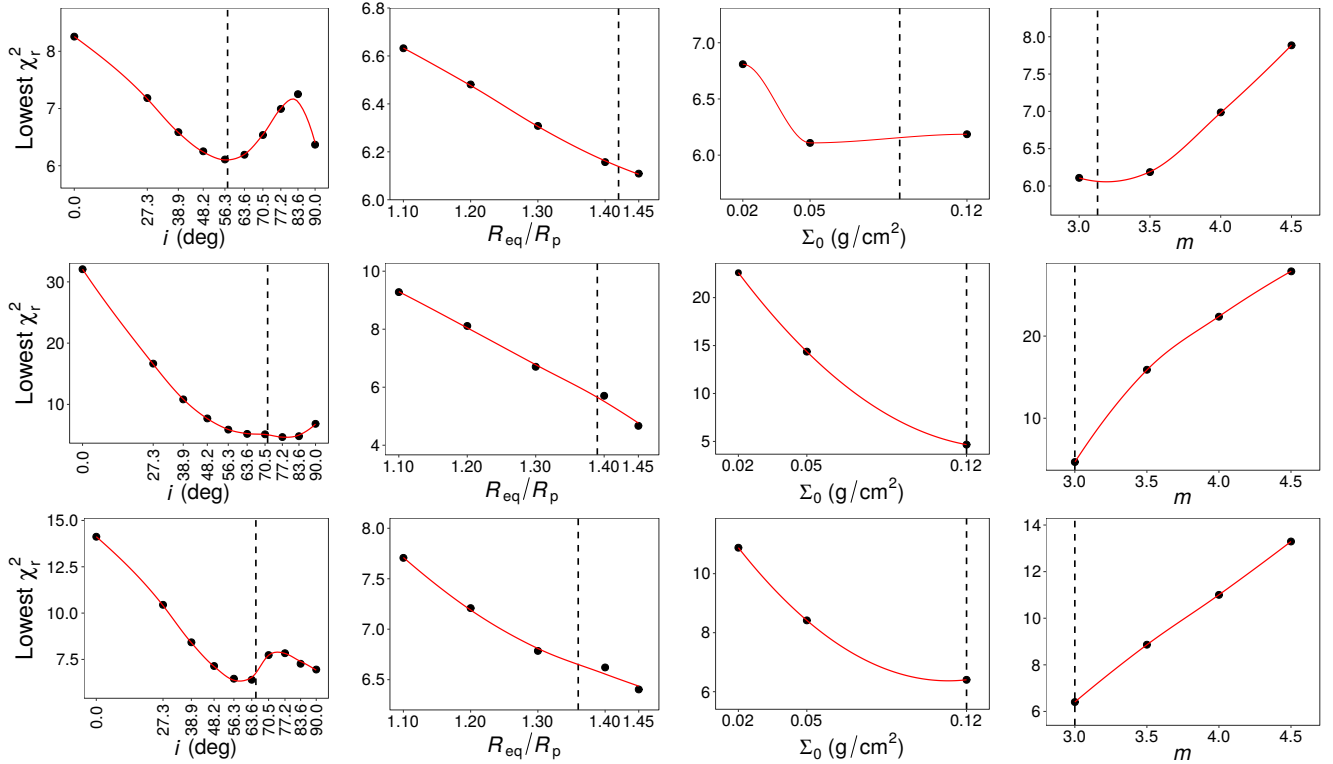 Lowest χ²ᵣ
8
7
6
0.0 27.3 38.9 48.2 56.3 63.6 70.5 77.2 83.6 90.0
i (deg)
6.8
6.6
6.4
6.2
6.0
1.10 1.20 1.30 1.40 1.45
R_eq/R_p
7.0
6.5
6.0
0.02 0.05 0.12
Σ₀ (g/cm²)
8.0
7.5
7.0
6.5
6.0
3.0 3.5 4.0 4.5
m
Lowest χ²ᵣ
30
20
10
0.0 27.3 38.9 48.2 56.3 63.6 70.5 77.2 83.6 90.0
i (deg)
10
8
6
4
1.10 1.20 1.30 1.40 1.45
R_eq/R_p
20
15
10
5
0.02 0.05 0.12
Σ₀ (g/cm²)
20
10
3.0 3.5 4.0 4.5
m
Lowest χ²ᵣ
15.0
12.5
10.0
7.5
0.0 27.3 38.9 48.2 56.3 63.6 70.5 77.2 83.6 90.0
i (deg)
8.0
7.5
7.0
6.5
1.10 1.20 1.30 1.40 1.45
R_eq/R_p
10
8
6
0.02 0.05 0.12
Σ₀ (g/cm²)
14
12
10
8
6
3.0 3.5 4.0 4.5
m